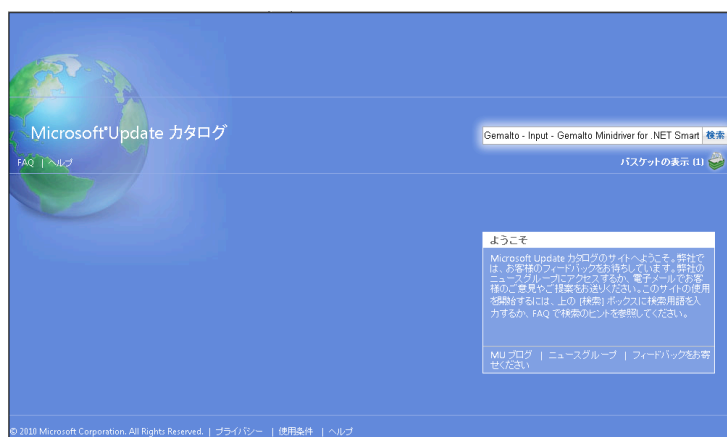 Microsoft® Update カタログ
Gemalto - Input - Gemalto Minidriver for .NET Smart 検索
FAQ | ヘルプ
バスケットの表示 (1)
ようこそ
Microsoft Update カタログのサイトへようこそ。弊社で
は、お客様のフィードバックをお待ちしています。弊社の
ニュースグループにアクセスするか、電子メールでお客
様のご意見やご提案をお送りください。このサイトの使用
を開始するには、上の [検索] ボックスに検索用語を入
力するか、FAQ で検索のヒントを参照してください。
MU ブログ | ニュースグループ | フィードバックをお寄
せください
© 2010 Microsoft Corporation. All Rights Reserved. | プライバシー | 使用条件 | ヘルプ